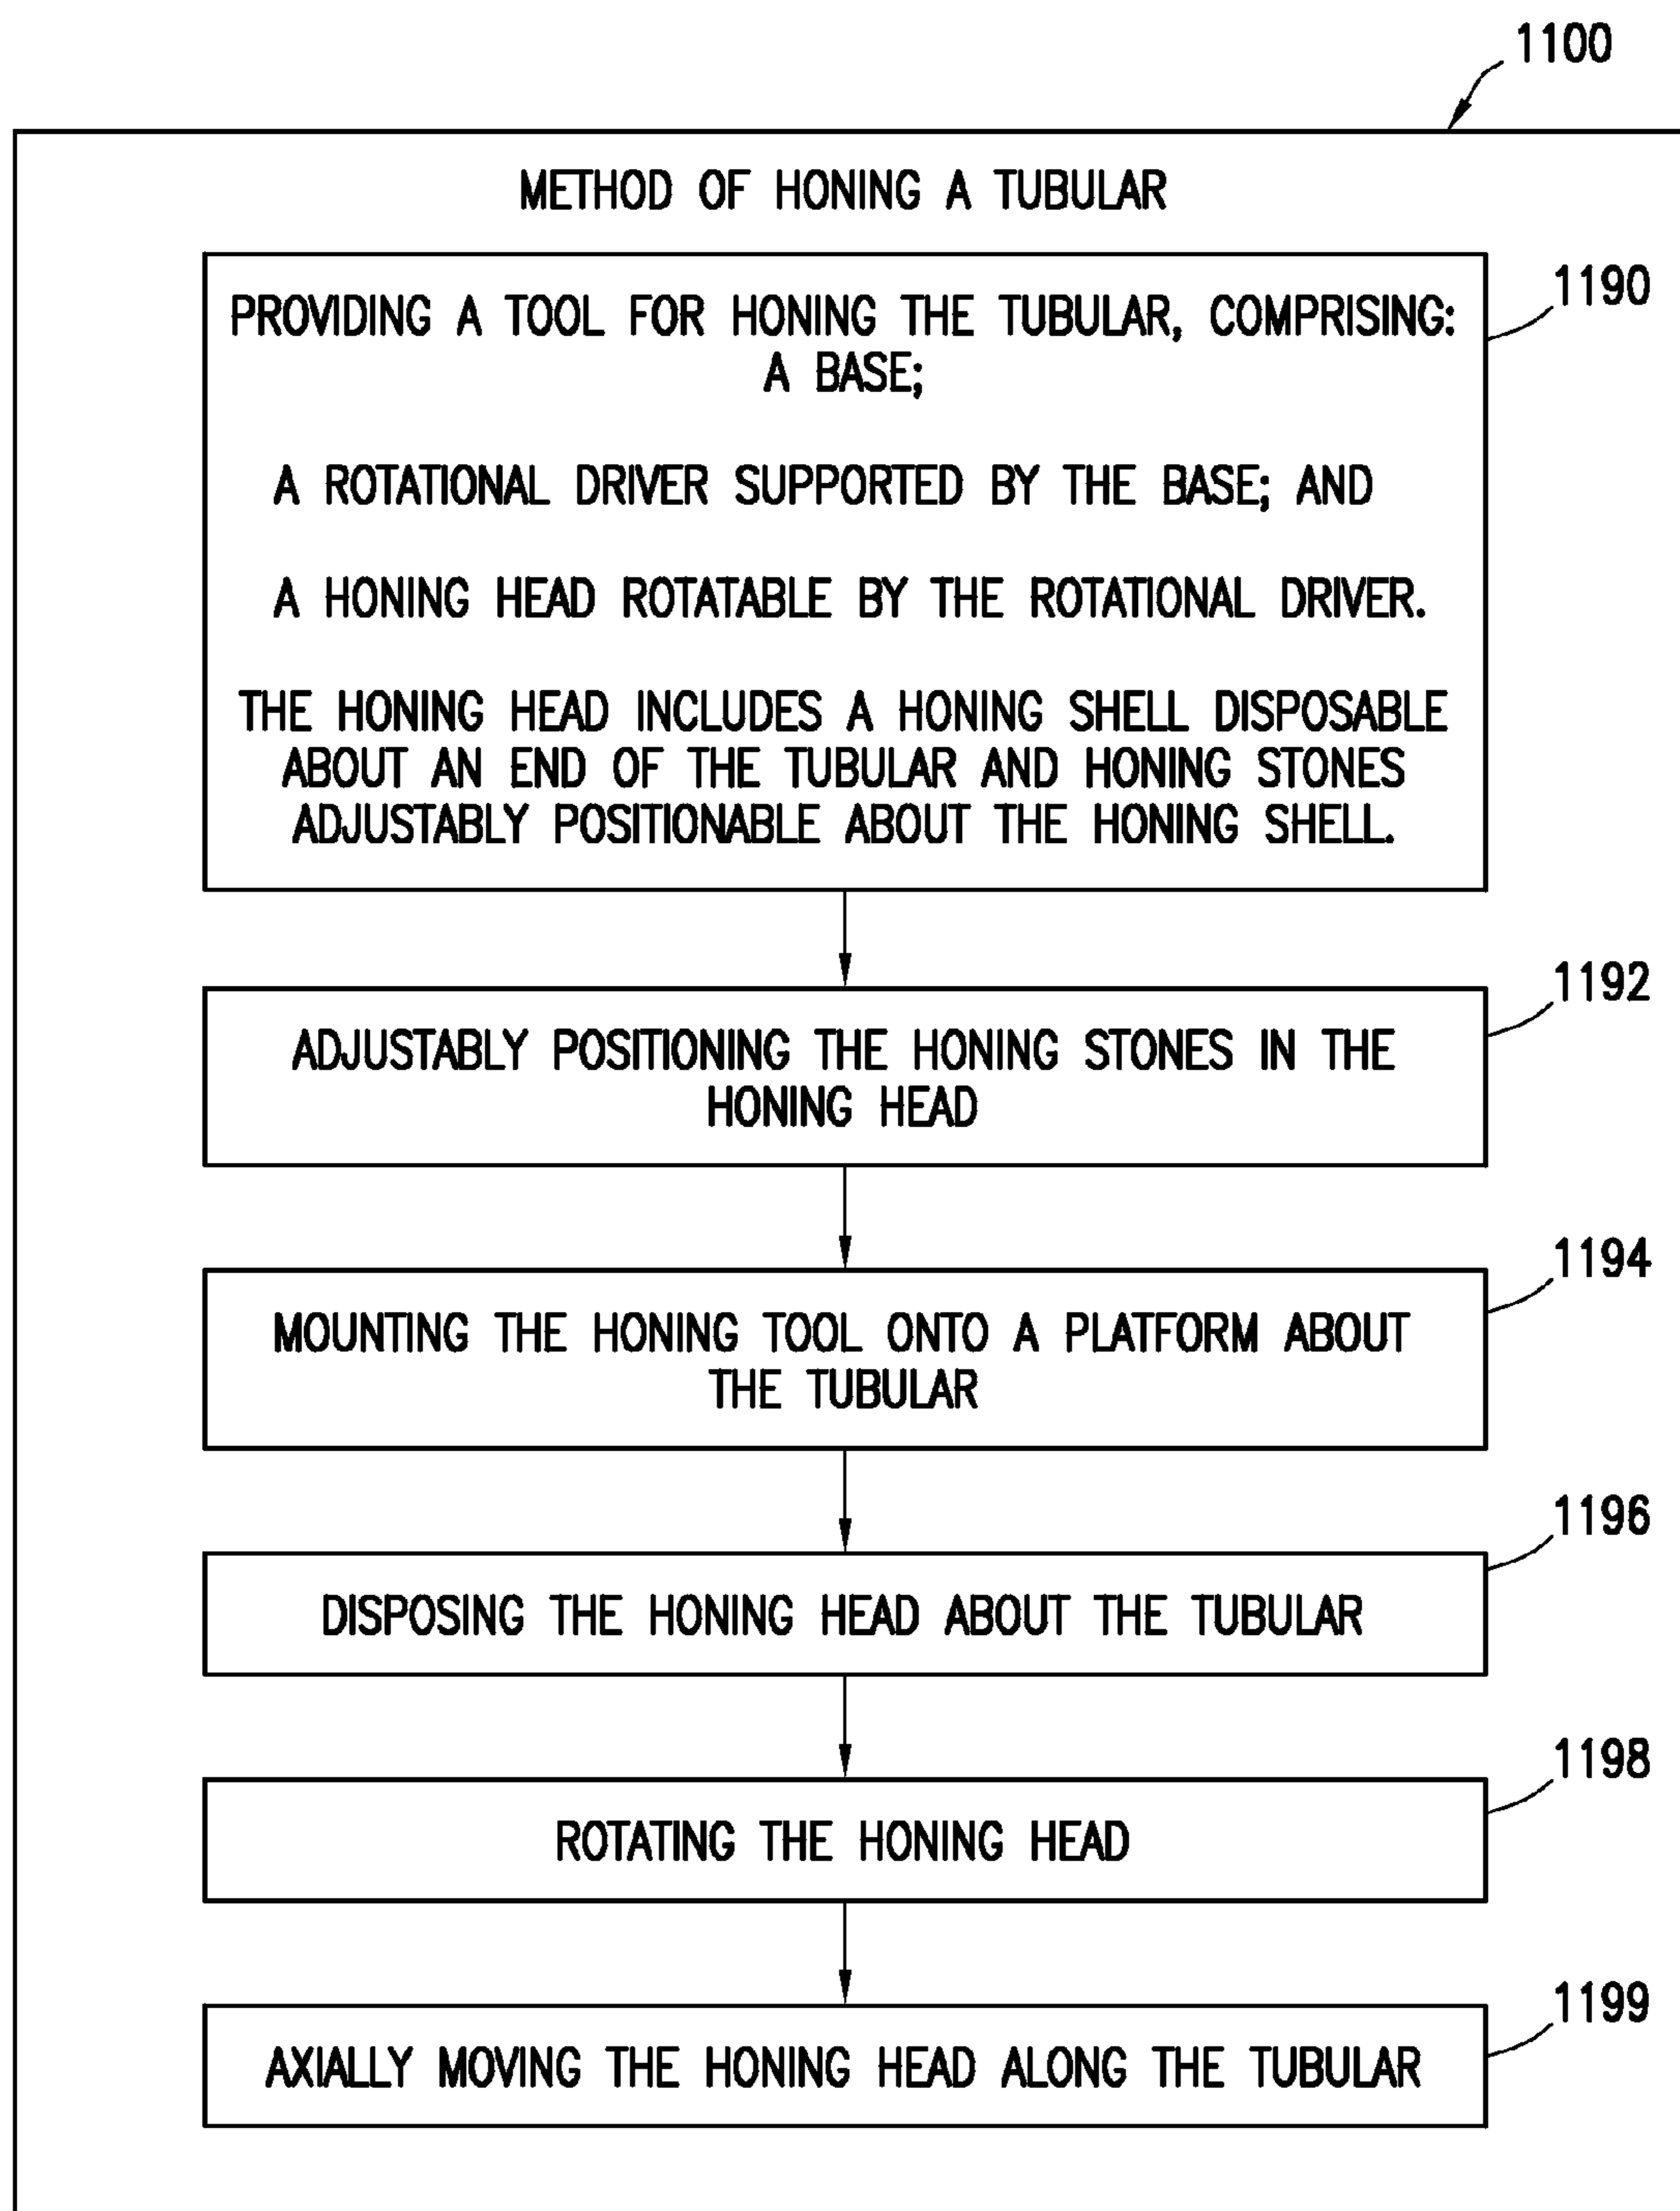 1100
METHOD OF HONING A TUBULAR
1190
PROVIDING A TOOL FOR HONING THE TUBULAR, COMPRISING:
A BASE;
A ROTATIONAL DRIVER SUPPORTED BY THE BASE; AND
A HONING HEAD ROTATABLE BY THE ROTATIONAL DRIVER.
THE HONING HEAD INCLUDES A HONING SHELL DISPOSABLE
ABOUT AN END OF THE TUBULAR AND HONING STONES
ADJUSTABLY POSITIONABLE ABOUT THE HONING SHELL.
1192
ADJUSTABLY POSITIONING THE HONING STONES IN THE
HONING HEAD
1194
MOUNTING THE HONING TOOL ONTO A PLATFORM ABOUT
THE TUBULAR
1196
DISPOSING THE HONING HEAD ABOUT THE TUBULAR
1198
ROTATING THE HONING HEAD
1199
AXIALLY MOVING THE HONING HEAD ALONG THE TUBULAR